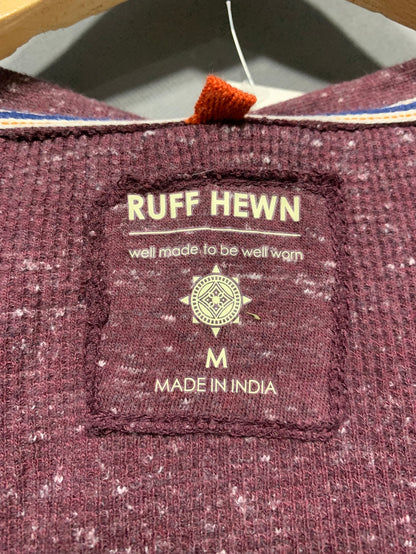 RUFF HEWN
well made to be well worn
M
MADE IN INDIA